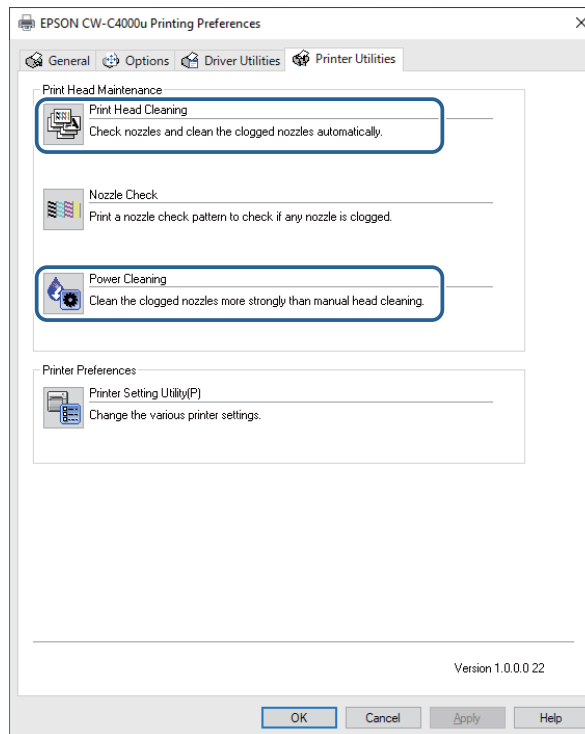 EPSON CW-C4000u Printing Preferences
General Options Driver Utilities Printer Utilities
Print Head Maintenance
Print Head Cleaning
Check nozzles and clean the clogged nozzles automatically.
Nozzle Check
Print a nozzle check pattern to check if any nozzle is clogged.
Power Cleaning
Clean the clogged nozzles more strongly than manual head cleaning.
Printer Preferences
Printer Setting Utility(P)
Change the various printer settings.
Version 1.0.0.0 22
OK Cancel Apply Help